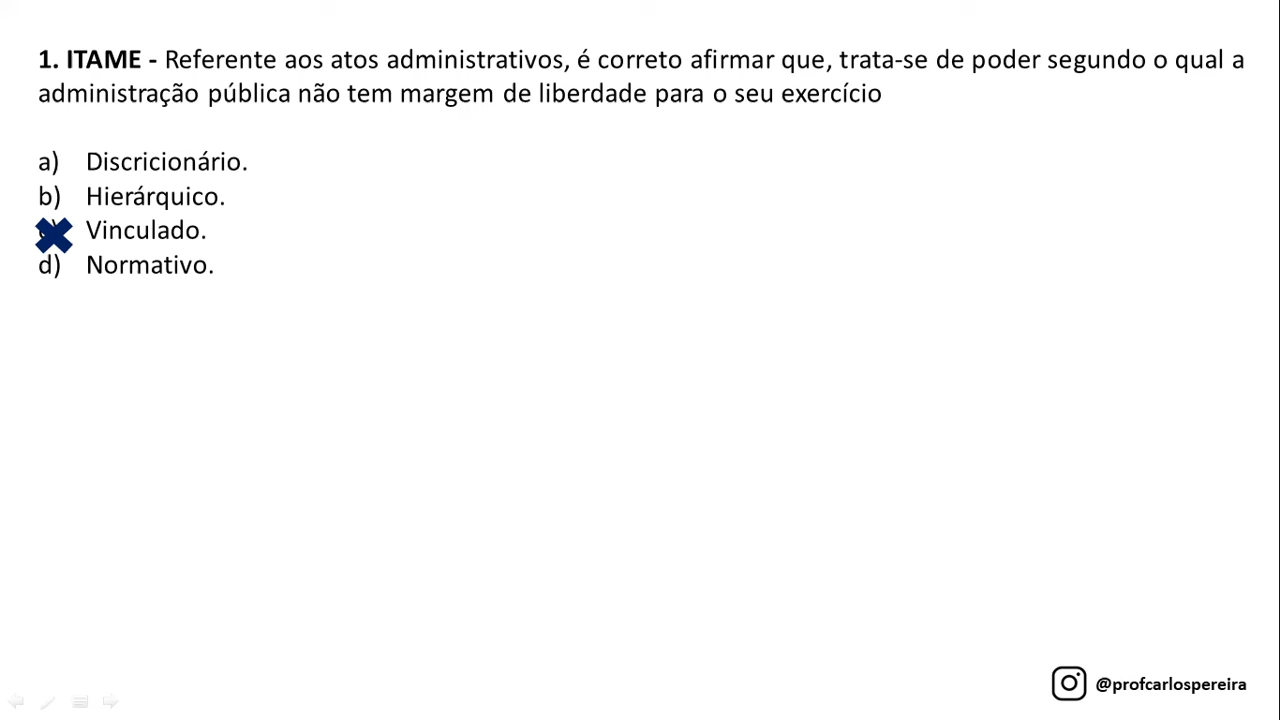 1. ITAME - Referente aos atos administrativos, é correto afirmar que, trata-se de poder segundo o qual a
administração pública não tem margem de liberdade para o seu exercício
a) Discricionário.
b) Hierárquico.
Vinculado.
d) Normativo.
@profcarlospereira